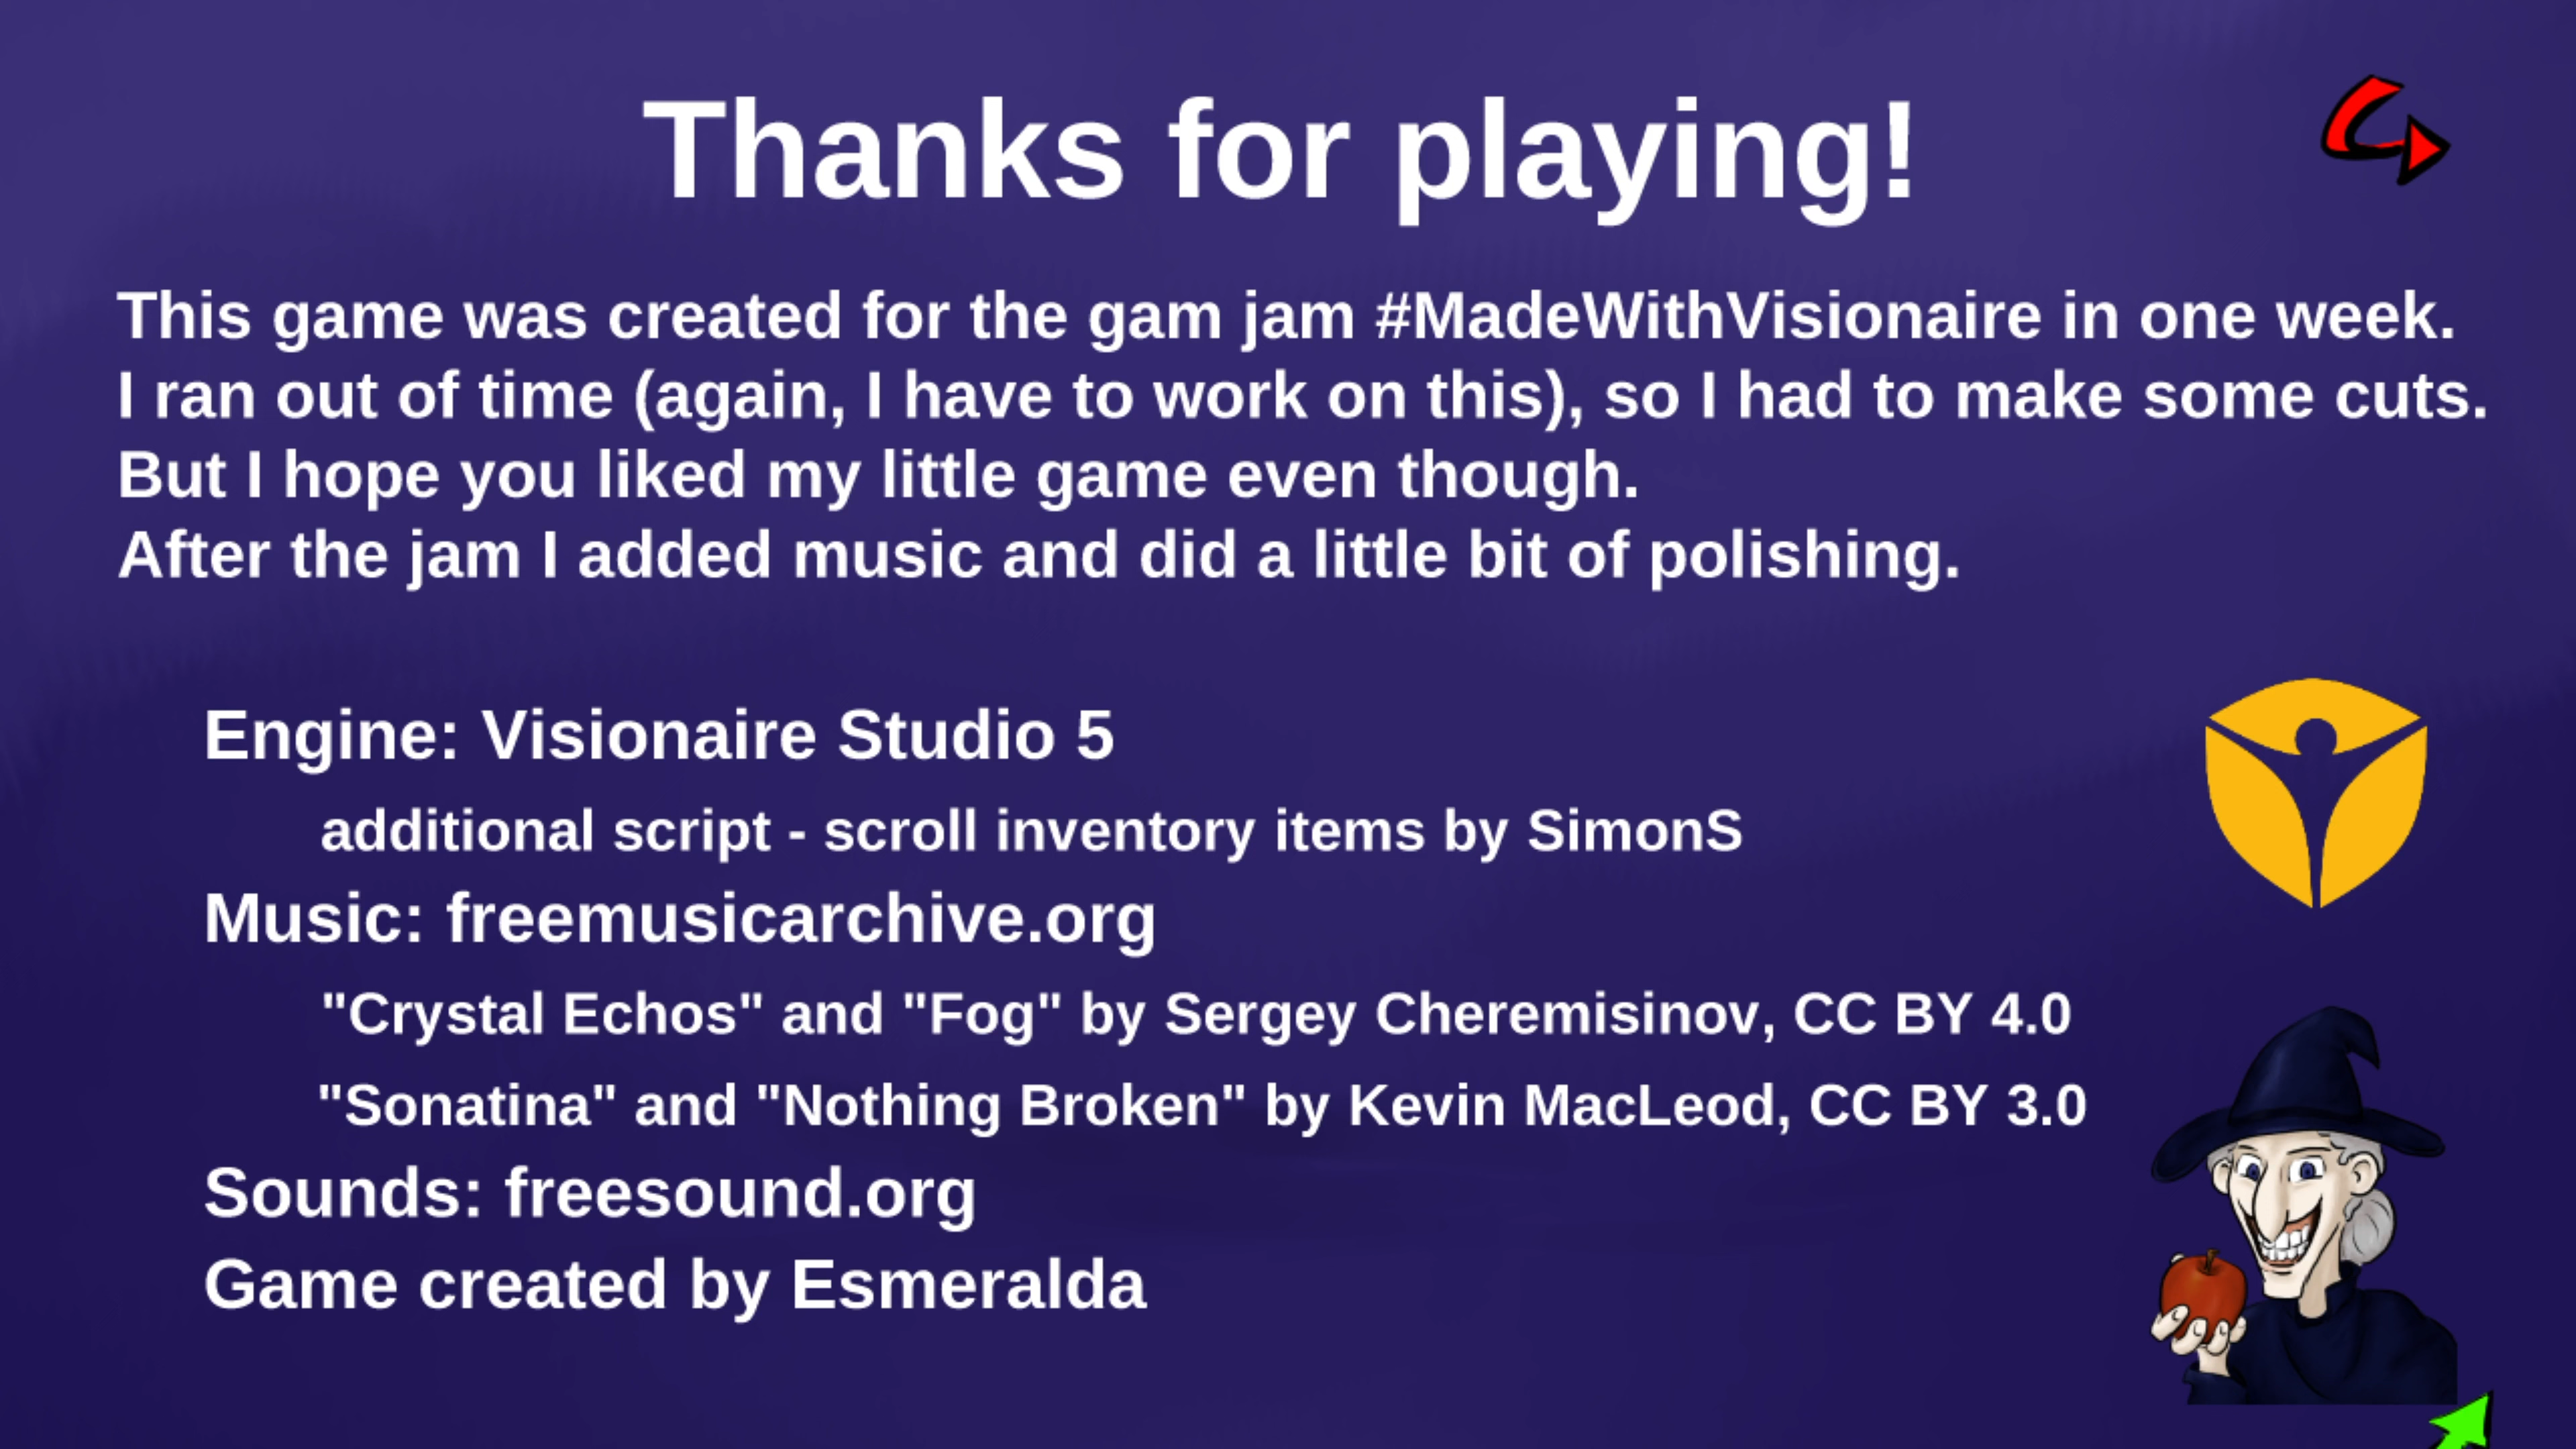 Thanks for playing!
This game was created for the gam jam #MadeWithVisionaire in one week.
I ran out of time (again, I have to work on this), so I had to make some cuts.
But I hope you liked my little game even though.
After the jam I added music and did a little bit of polishing.
Engine: Visionaire Studio 5
additional script - scroll inventory items by SimonS
Music: freemusicarchive.org
"Crystal Echos" and "Fog" by Sergey Cheremisinov, CC BY 4.0
"Sonatina" and "Nothing Broken" by Kevin MacLeod, CC BY 3.0
Sounds: freesound.org
Game created by Esmeralda